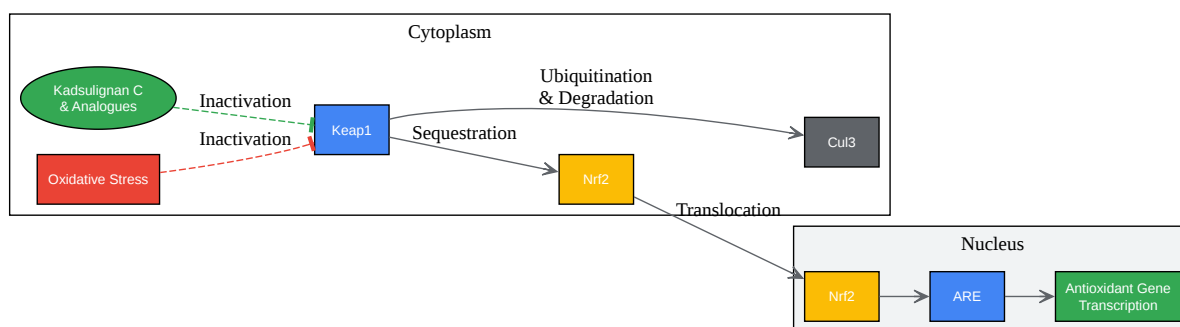 Cytoplasm
Kadsulignan C
& Analogues
Inactivation
Inactivation
Oxidative Stress
Keap1
Ubiquitination
& Degradation
Sequestration
Cul3
Nrf2
Translocation
Nucleus
Nrf2
ARE
Antioxidant Gene
Transcription